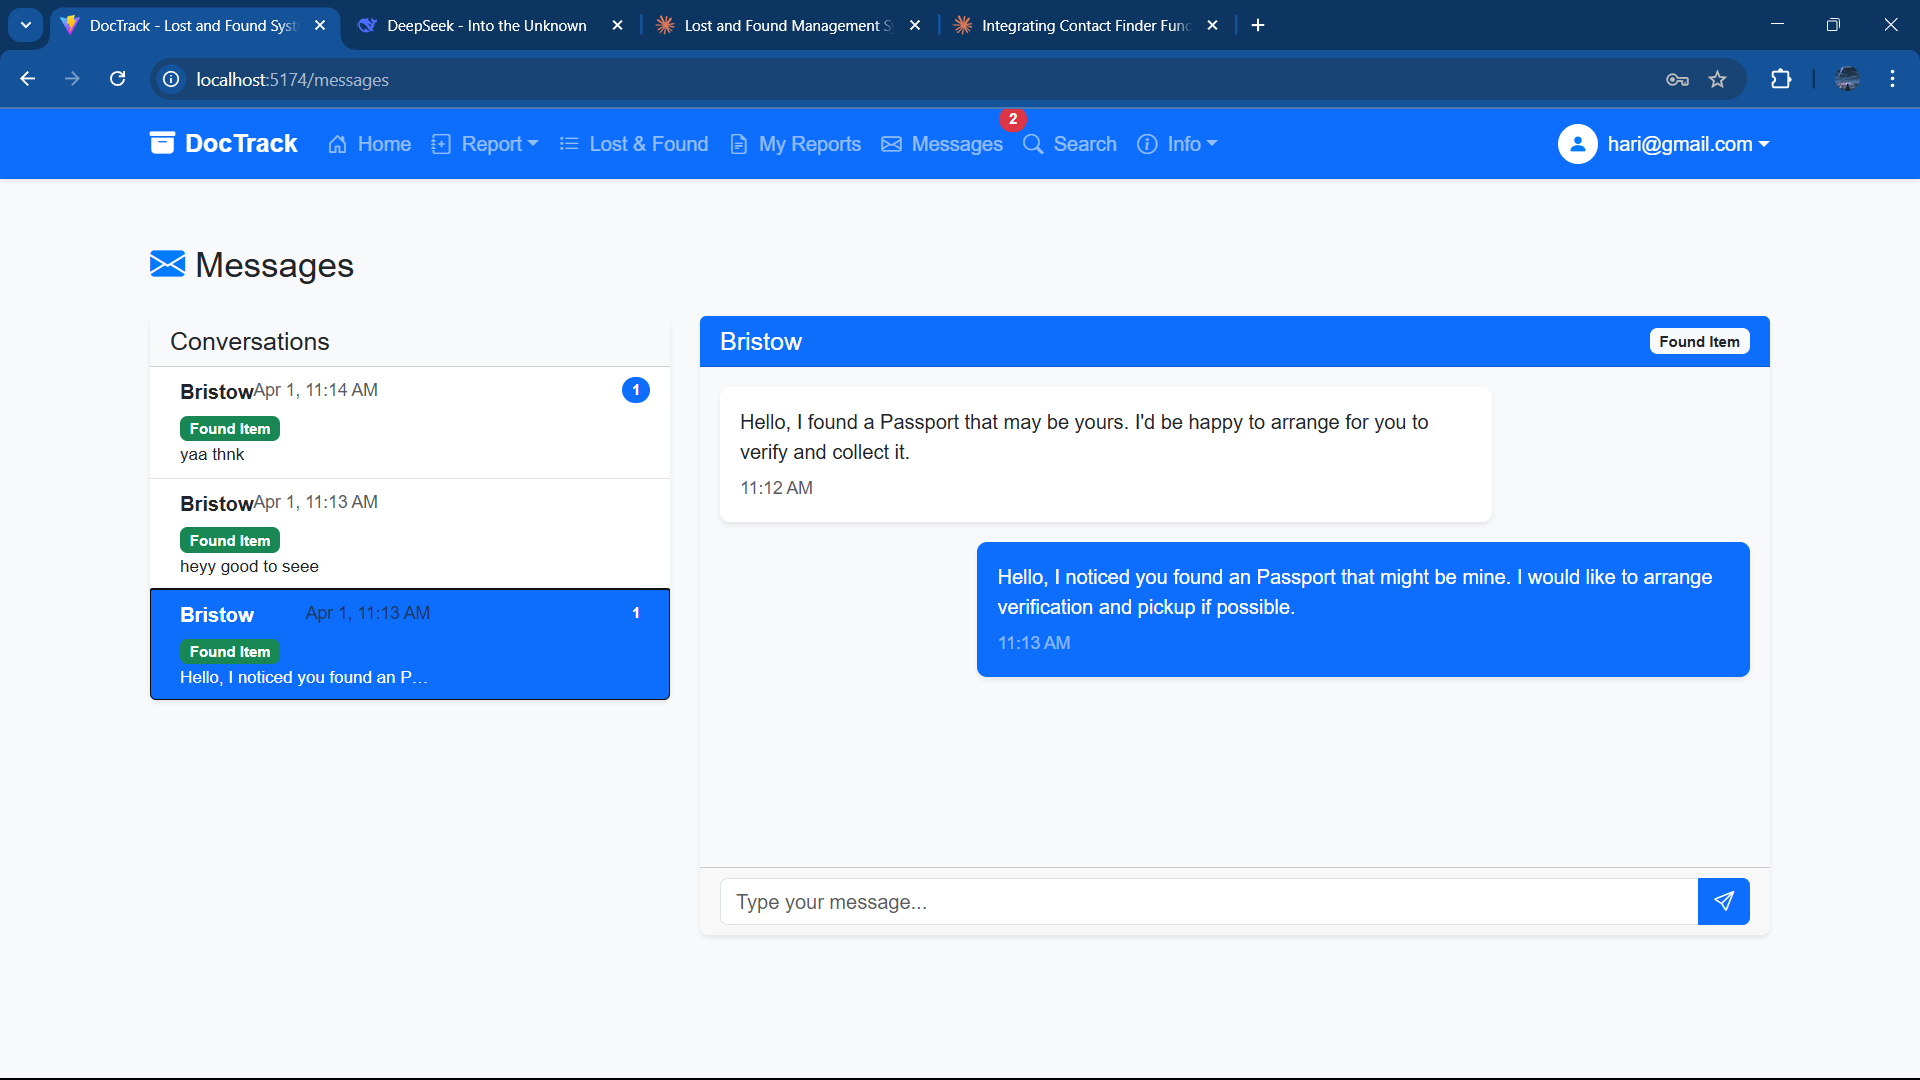 DocTrack - Lost and Found Syst
DeepSeek - Into the Unknown
Lost and Found Management S
Integrating Contact Finder Func
localhost:5174/messages
DocTrack
Home
Report
Lost & Found
My Reports
Messages
2
Search
Info
hari@gmail.com
Messages
Conversations
Bristow Apr 1, 11:14 AM 1
Found Item
yaa thnk
Bristow Apr 1, 11:13 AM
Found Item
heyy good to seee
Bristow Apr 1, 11:13 AM 1
Found Item
Hello, I noticed you found an P...
Bristow
Found Item
Hello, I found a Passport that may be yours. I'd be happy to arrange for you to
verify and collect it.
11:12 AM
Hello, I noticed you found an Passport that might be mine. I would like to arrange
verification and pickup if possible.
11:13 AM
Type your message...